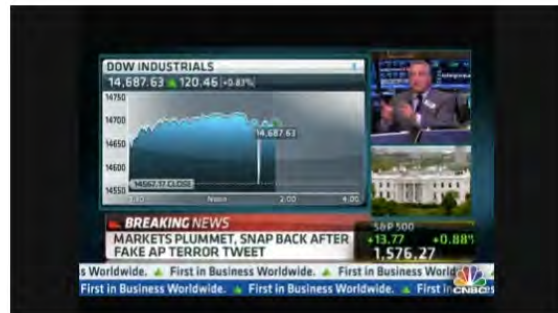 DOW INDUSTRIALS
14,687.63 120.46 +0.83%
14750
14700
14,687.63
14650
14600
14567.17 CLOSE
14550
Noon 2:00 4:00
BREAKING NEWS
MARKETS PLUMMET, SNAP BACK AFTER
FAKE AP TERROR TWEET
S&P 500
+13.77 +0.88%
1,576.27
s Worldwide. First in Business Worldwide. First in Business World
First in Business Worldwide. First in Business Worldwide. First in
CNBC